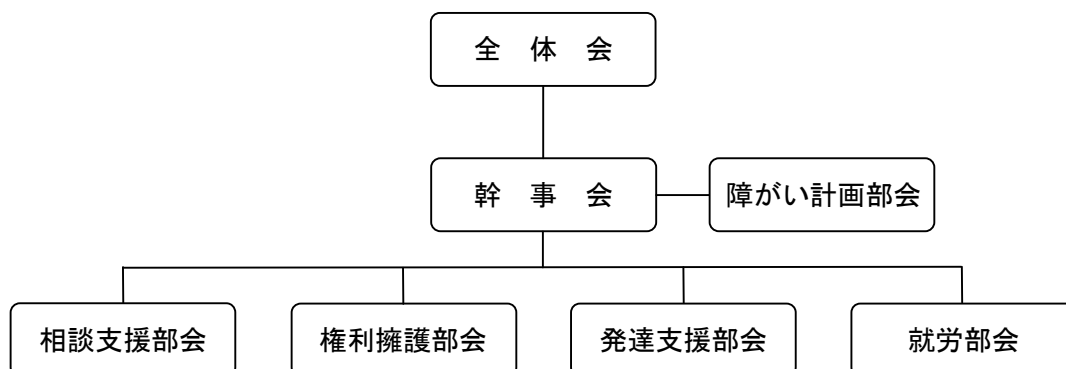 全　体　会
幹　事　会
障がい計画部会
相談支援部会
権利擁護部会
発達支援部会
就労部会